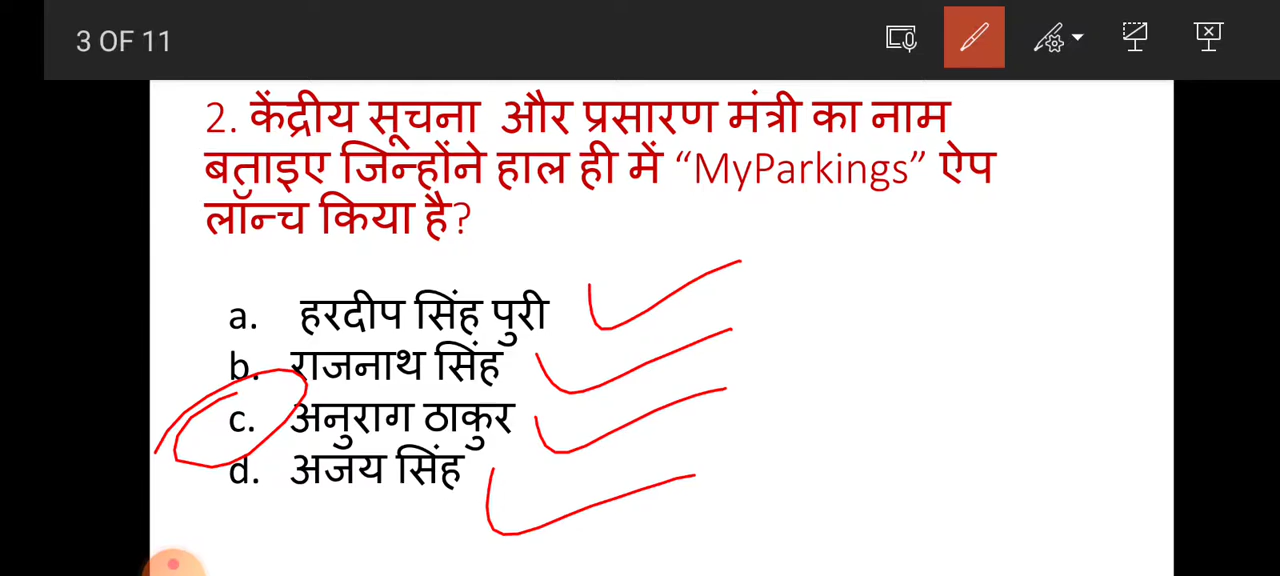 3 OF 11
2. केंद्रीय सूचना और प्रसारण मंत्री का नाम
बताइए जिन्होंने हाल ही में “MyParkings” ऐप
लॉन्च किया है?
a. हरदीप सिंह पुरी
b. राजनाथ सिंह
c. अनुराग ठाकुर
d. अजय सिंह